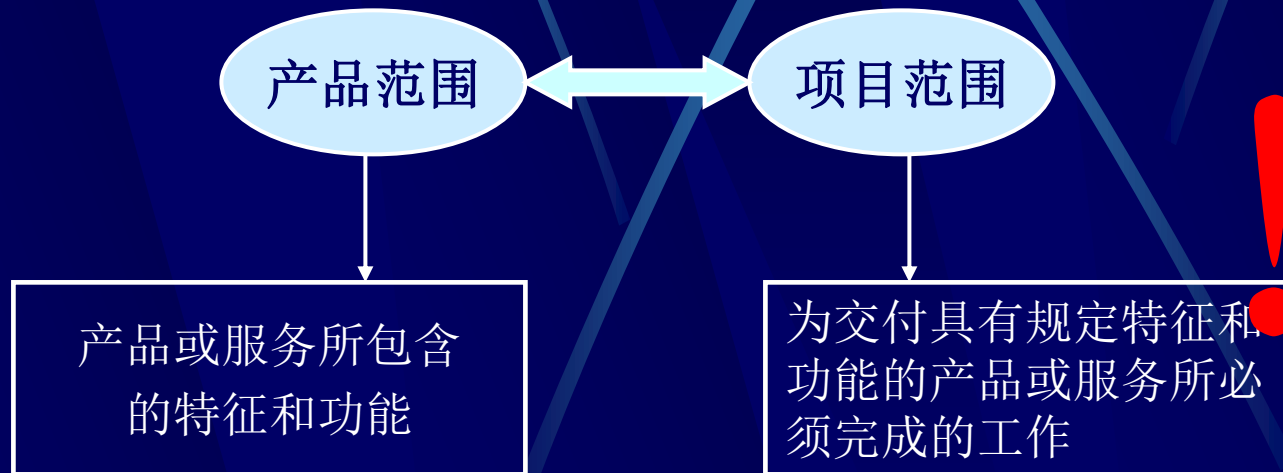 产品范围
项目范围
产品或服务所包含
的特征和功能
为交付具有规定特征和
功能的产品或服务所必
须完成的工作
!